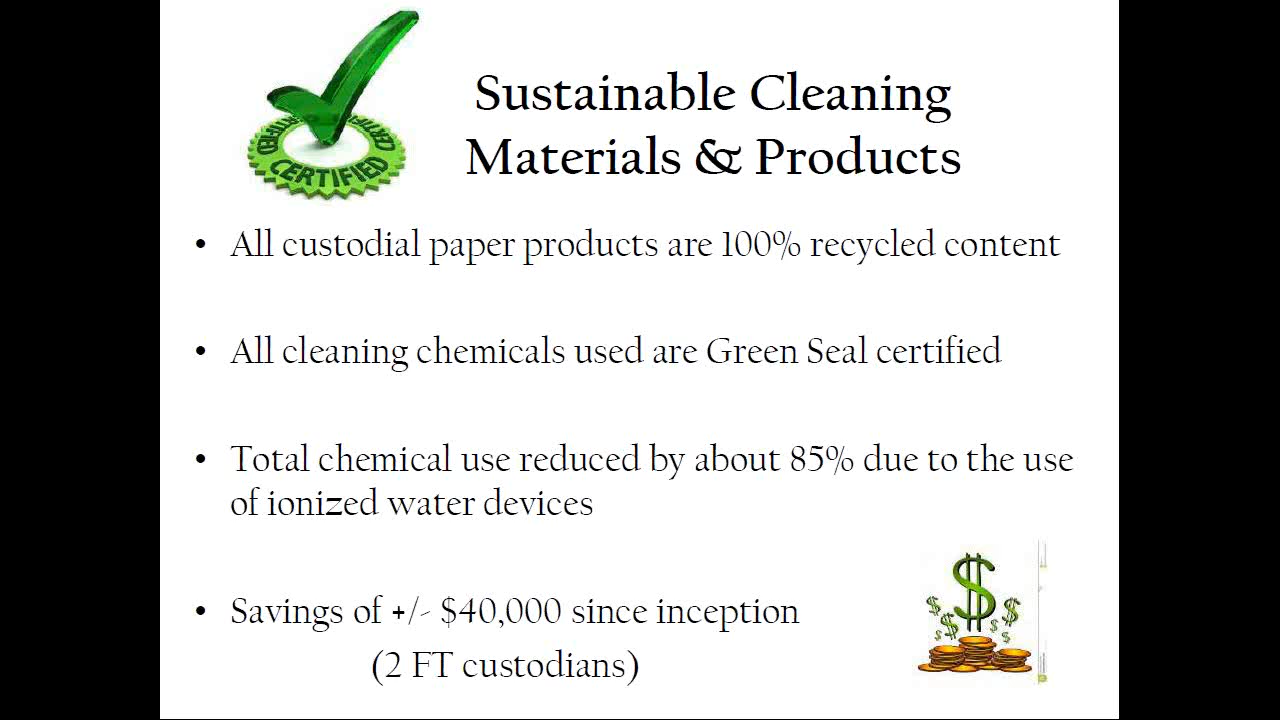 CERTIFIED
Sustainable Cleaning
Materials & Products
• All custodial paper products are 100% recycled content
• All cleaning chemicals used are Green Seal certified
• Total chemical use reduced by about 85% due to the use
of ionized water devices
• Savings of +/- $40,000 since inception
(2 FT custodians)